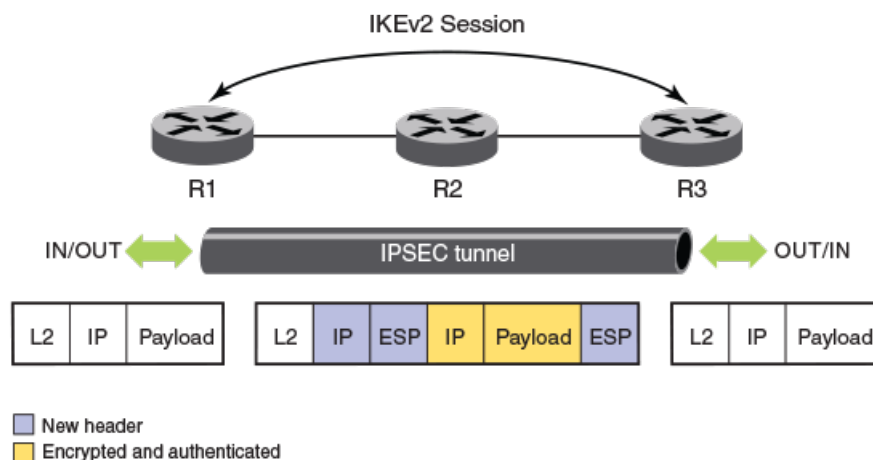 IKEv2 Session
R1 R2 R3
IN/OUT IPSEC tunnel OUT/IN
L2 IP Payload L2 IP ESP IP Payload ESP L2 IP Payload
New header
Encrypted and authenticated